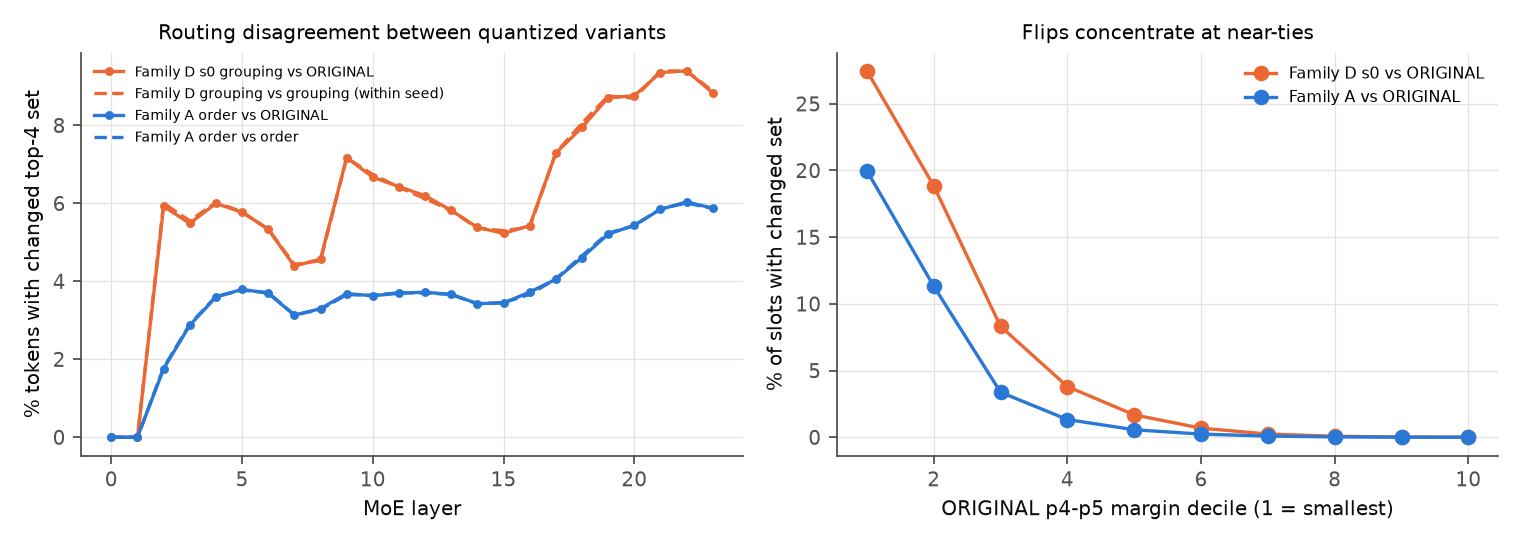 Routing disagreement between quantized variants
Family D s0 grouping vs ORIGINAL
Family D grouping vs grouping (within seed)
Family A order vs ORIGINAL
Family A order vs order
% tokens with changed top-4 set
8
6
4
2
0
0 5 10 15 20
MoE layer
Flips concentrate at near-ties
Family D s0 vs ORIGINAL
Family A vs ORIGINAL
% of slots with changed set
25
20
15
10
5
0
2 4 6 8 10
ORIGINAL p4-p5 margin decile (1 = smallest)